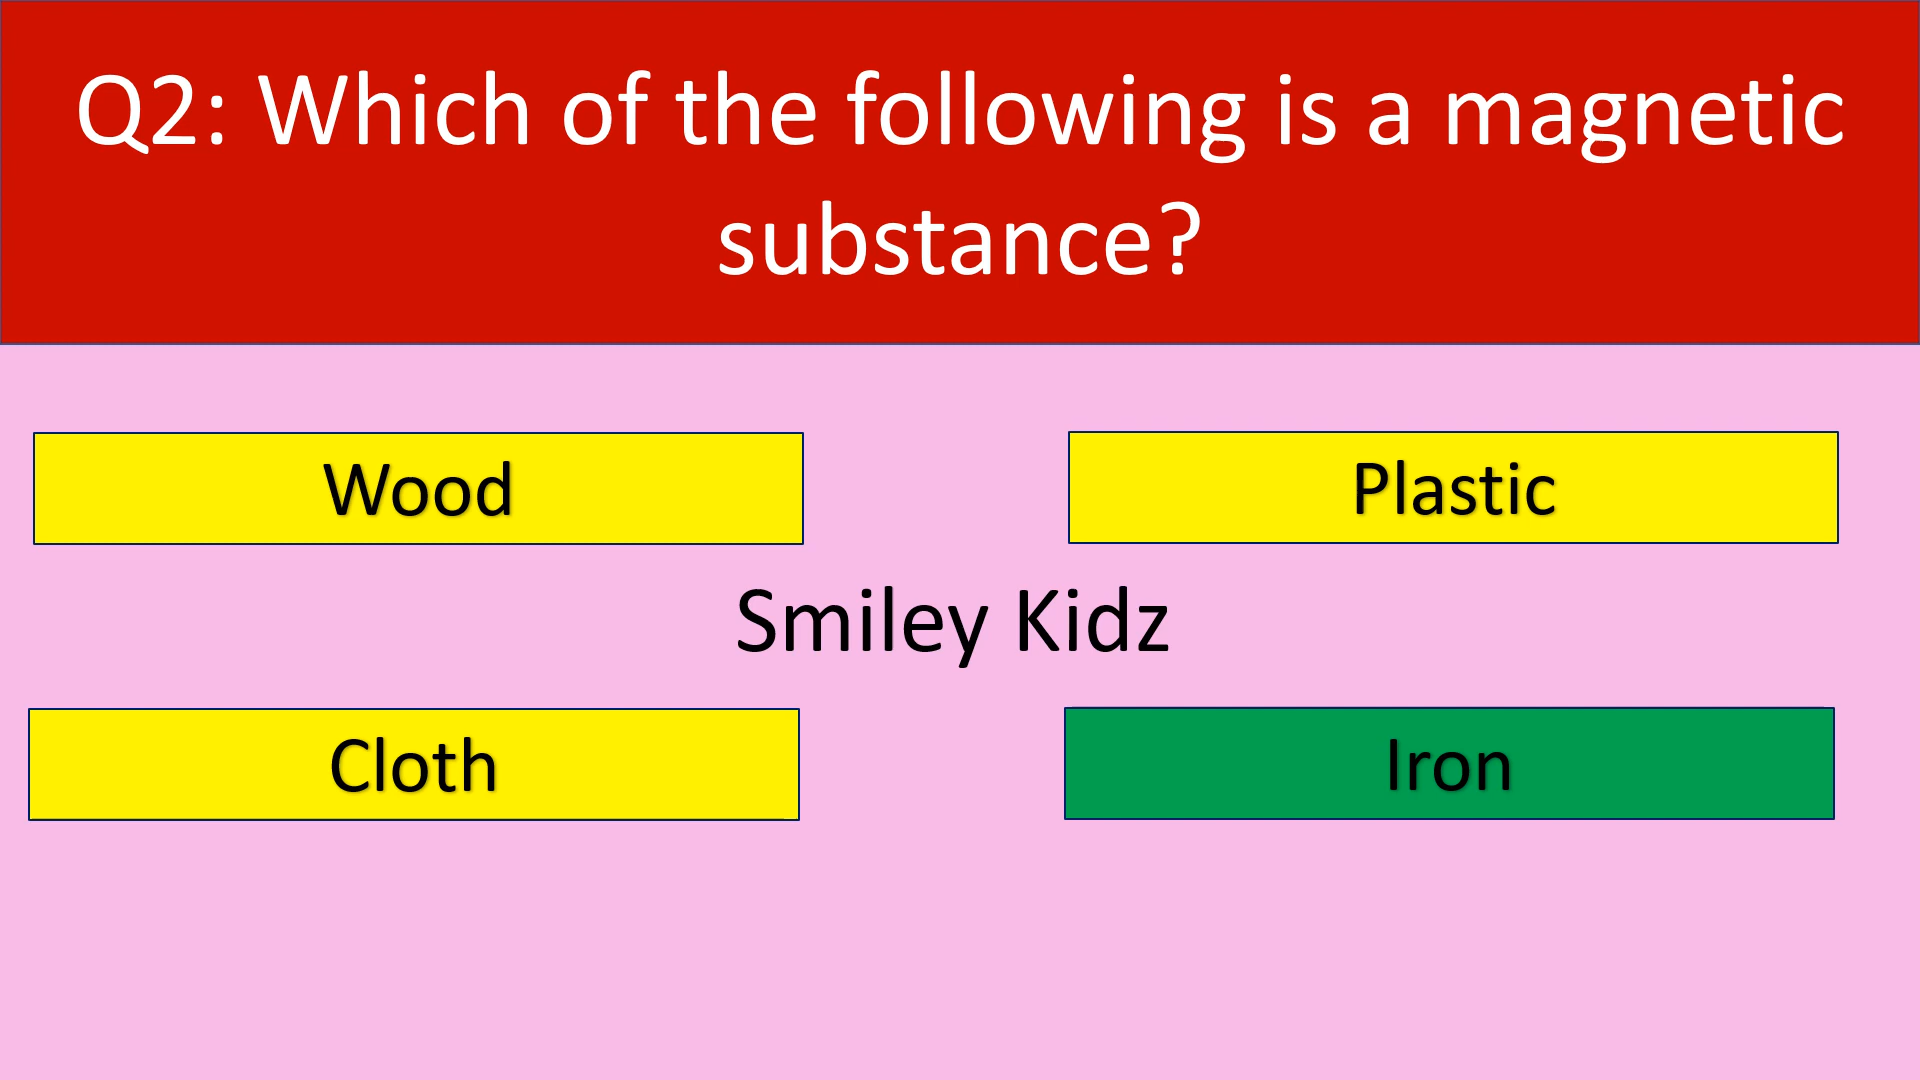 Q2: Which of the following is a magnetic
substance?
Wood
Plastic
Smiley Kidz
Cloth
Iron